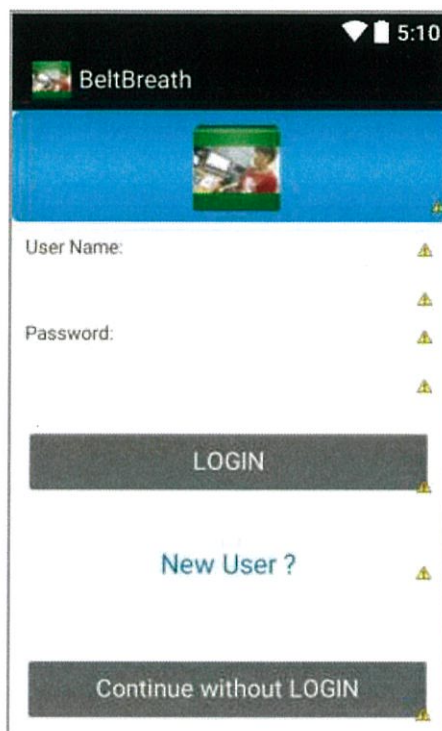 5:10
BeltBreath
User Name:
Password:
LOGIN
New User ?
Continue without LOGIN